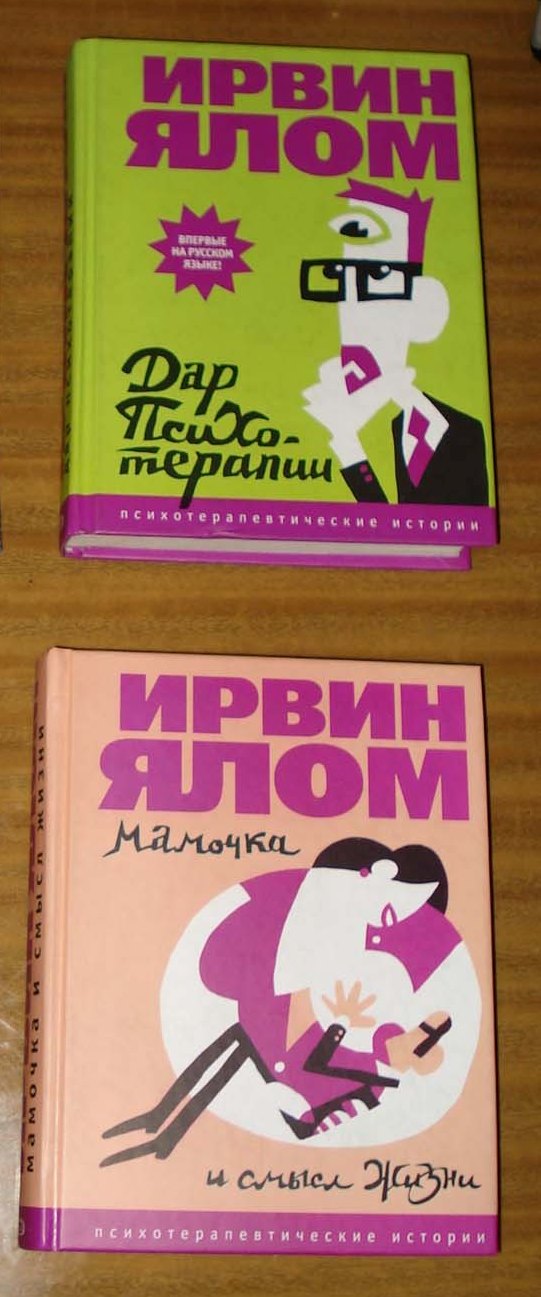 ИРВИН
ЯЛОМ
ВПЕРВЫЕ
НА РУССКОМ
ЯЗЫКЕ!
Дар
Психо-
терапии
психотерапевтические истории
ИРВИН
ЯЛОМ
мамочка
и смысл жизни
психотерапевтические истории
мамочка и смысл жизни